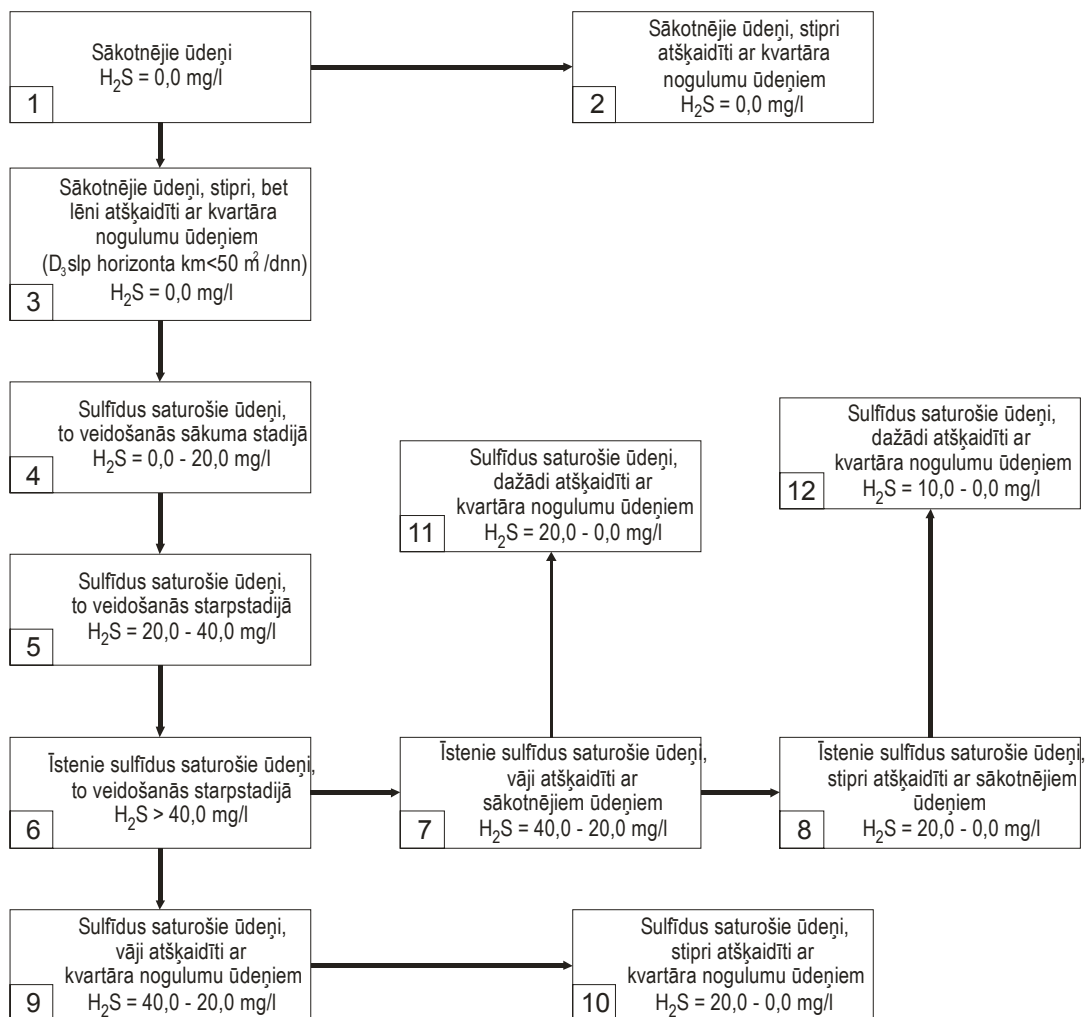 Sākotnējie ūdeņi
H₂S = 0,0 mg/l
1
Sākotnējie ūdeņi, stipri
atšķaidīti ar kvartāra
nogulumu ūdeņiem
H₂S = 0,0 mg/l
2
Sākotnējie ūdeņi, stipri, bet
lēni atšķaidīti ar kvartāra
nogulumu ūdeņiem
(D₃slp horizonta km<50 m²/dnn)
H₂S = 0,0 mg/l
3
Sulfīdus saturošie ūdeņi,
to veidošanās sākuma stadijā
H₂S = 0,0 - 20,0 mg/l
4
Sulfīdus saturošie ūdeņi,
dažādi atšķaidīti ar
kvartāra nogulumu ūdeņiem
H₂S = 20,0 - 0,0 mg/l
11
Sulfīdus saturošie ūdeņi,
dažādi atšķaidīti ar
kvartāra nogulumu ūdeņiem
H₂S = 10,0 - 0,0 mg/l
12
Sulfīdus saturošie ūdeņi,
to veidošanās starpstadijā
H₂S = 20,0 - 40,0 mg/l
5
Īstenie sulfīdus saturošie ūdeņi,
to veidošanās starpstadijā
H₂S > 40,0 mg/l
6
Īstenie sulfīdus saturošie ūdeņi,
vāji atšķaidīti ar
sākotnējiem ūdeņiem
H₂S = 40,0 - 20,0 mg/l
7
Īstenie sulfīdus saturošie ūdeņi,
stipri atšķaidīti ar sākotnējiem
ūdeņiem
H₂S = 20,0 - 0,0 mg/l
8
Sulfīdus saturošie ūdeņi,
vāji atšķaidīti ar
kvartāra nogulumu ūdeņiem
H₂S = 40,0 - 20,0 mg/l
9
Sulfīdus saturošie ūdeņi,
stipri atšķaidīti ar
kvartāra nogulumu ūdeņiem
H₂S = 20,0 - 0,0 mg/l
10